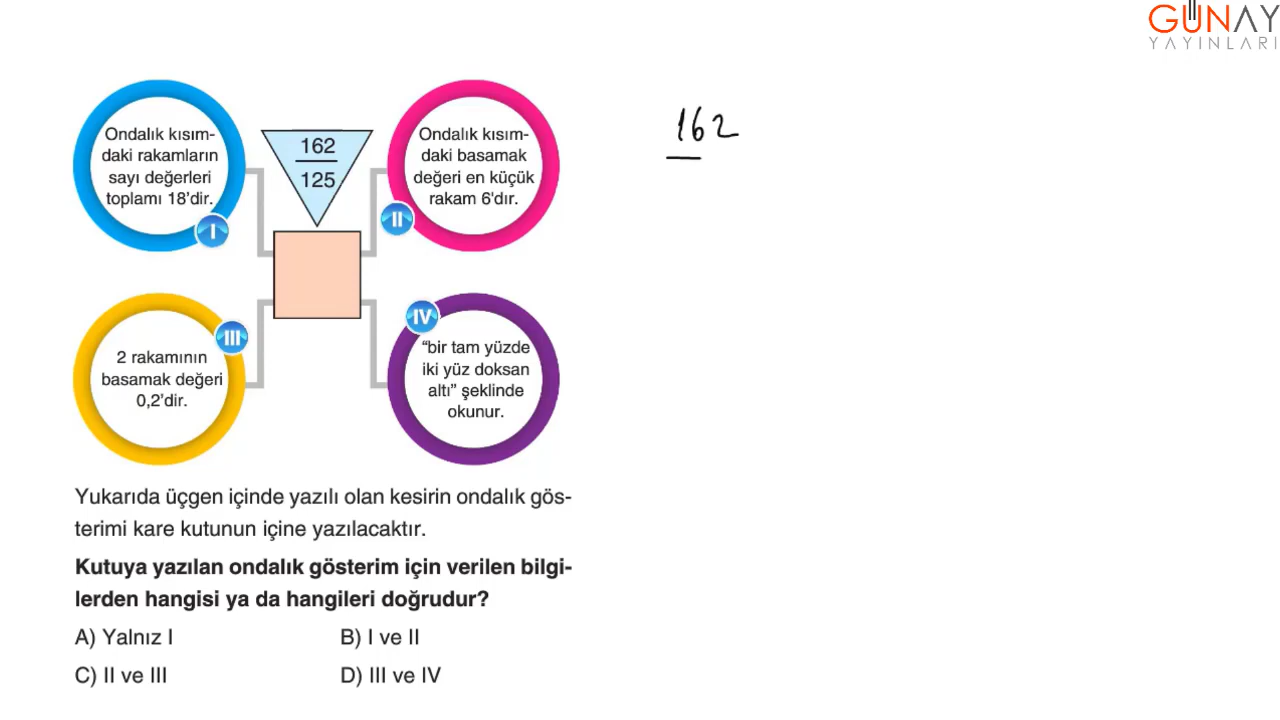 GÜNAY
YAYINLARI
Ondalık kısım-
daki rakamların
sayı değerleri
toplamı 18'dir.
I
162
125
Ondalık kısım-
daki basamak
değeri en küçük
rakam 6'dır.
II
162
III
2 rakamının
basamak değeri
0,2'dir.
IV
"bir tam yüzde
iki yüz doksan
altı" şeklinde
okunur.
Yukarıda üçgen içinde yazılı olan kesirin ondalık gös-
terimi kare kutunun içine yazılacaktır.
Kutuya yazılan ondalık gösterim için verilen bilgi-
lerden hangisi ya da hangileri doğrudur?
A) Yalnız I
B) I ve II
C) II ve III
D) III ve IV